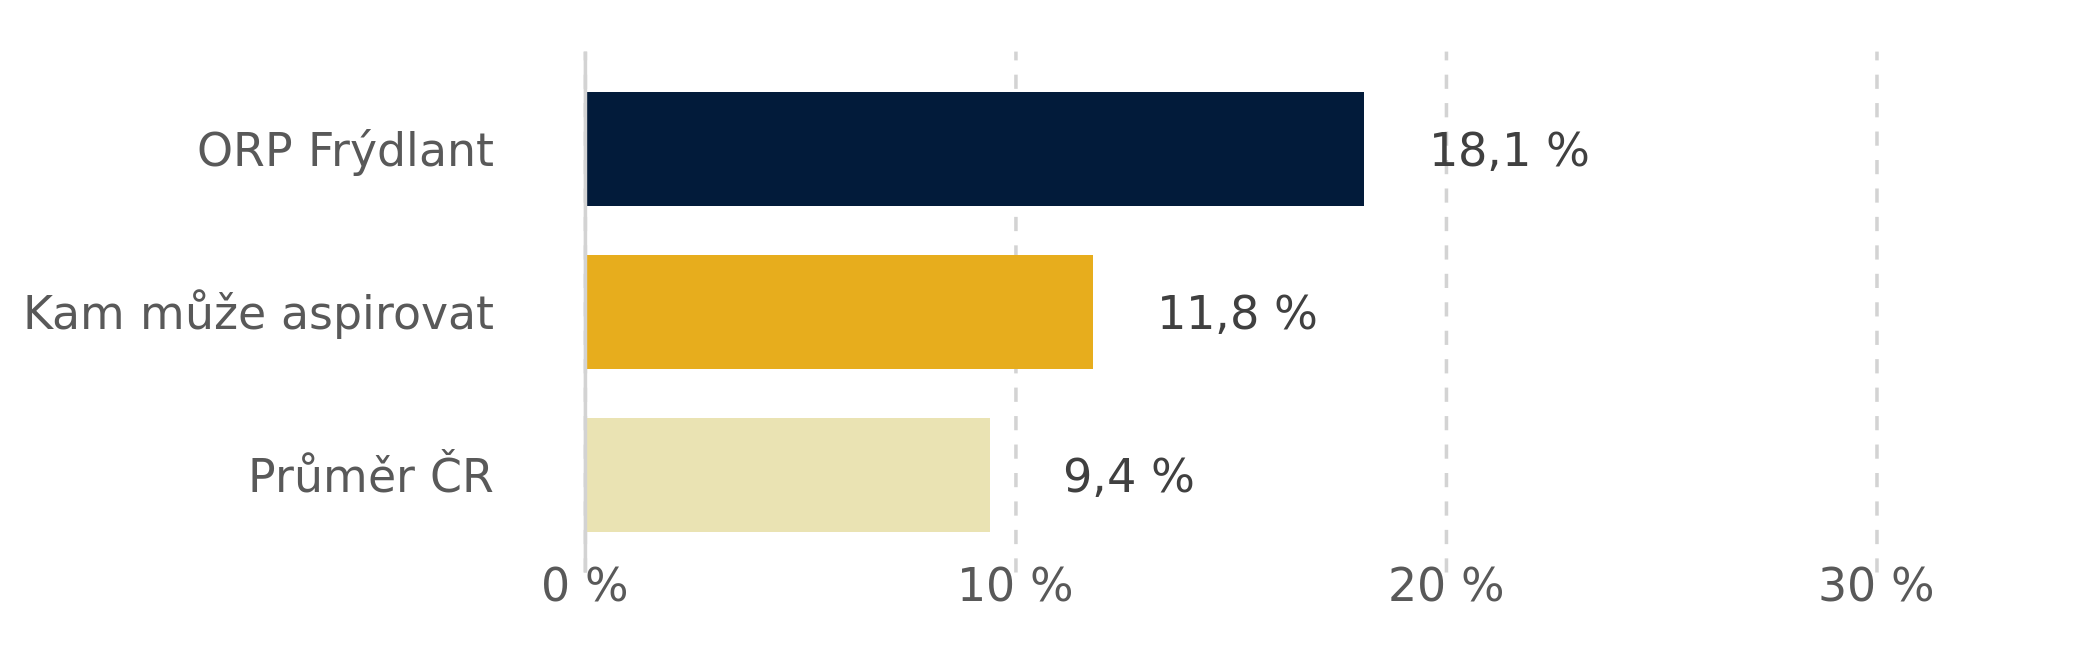 ORP Frýdlant
18,1 %
Kam může aspirovat
11,8 %
Průměr ČR
9,4 %
0 %
10 %
20 %
30 %